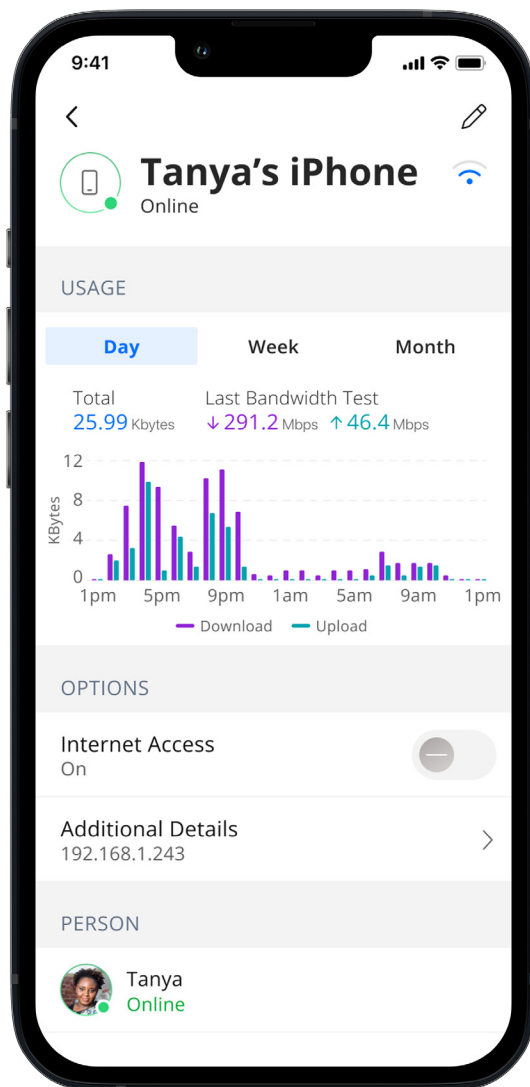 9:41
Tanya's iPhone
Online
USAGE
Day Week Month
Total Last Bandwidth Test
25.99 Kbytes ↓291.2 Mbps ↑46.4 Mbps
12
8
4
0
KBytes
1pm 5pm 9pm 1am 5am 9am 1pm
Download Upload
OPTIONS
Internet Access
On
Additional Details
192.168.1.243
PERSON
Tanya
Online